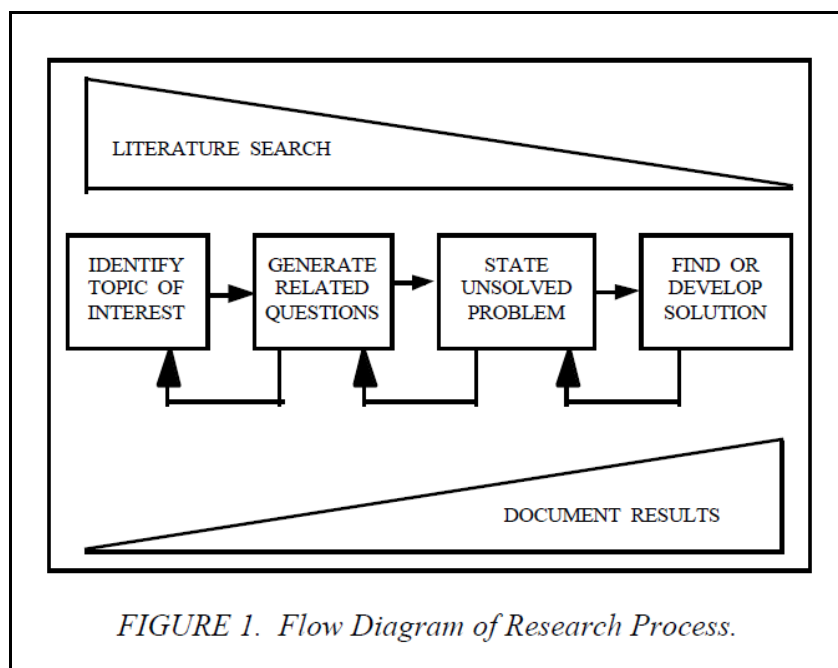 LITERATURE SEARCH
IDENTIFY
TOPIC OF
INTEREST
GENERATE
RELATED
QUESTIONS
STATE
UNSOLVED
PROBLEM
FIND OR
DEVELOP
SOLUTION
DOCUMENT RESULTS
FIGURE 1. Flow Diagram of Research Process.